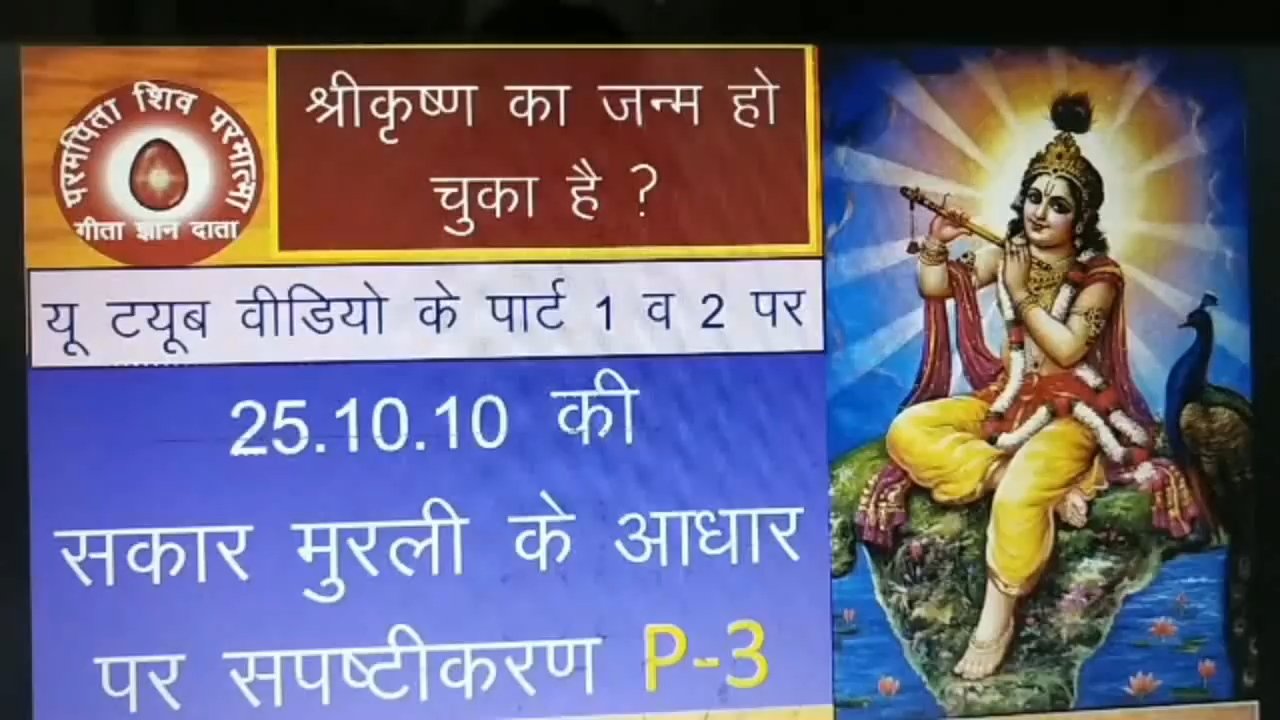 परमपिता शिव परमात्मा
गीता ज्ञान दाता
श्रीकृष्ण का जन्म हो
चुका है ?
यू टयूब वीडियो के पार्ट 1 व 2 पर
25.10.10 की
सकार मुरली के आधार
पर सपष्टीकरण P-3